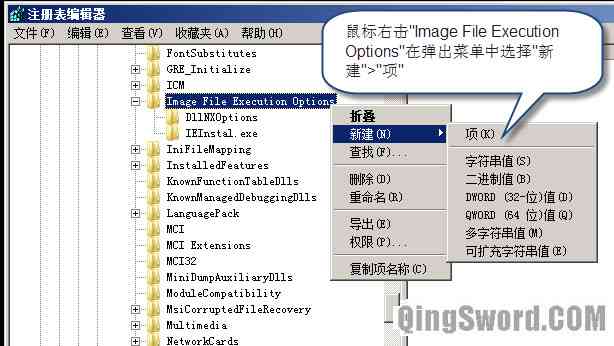 注册表编辑器
文件(F) 编辑(E) 查看(V) 收藏夹(A) 帮助(H)
鼠标右击"Image File Execution
Options"在弹出菜单中选择"新
建">"项"
FontSubstitutes
GRE_Initialize
ICM
Image File Execution Options
DllNXOptions
IEInstal.exe
IniFileMapping
InstalledFeatures
KnownFunctionTableDlls
KnownManagedDebuggingDlls
LanguagePack
MCI
MCI Extensions
MCI32
MiniDumpAuxiliaryDlls
ModuleCompatibility
MsiCorruptedFileRecovery
Multimedia
NetworkCards
折叠
新建(N)
查找(F)...
删除(D)
重命名(R)
导出(E)
权限(P)...
复制项名称(C)
项(K)
字符串值(S)
二进制值(B)
DWORD (32-位)值(D)
QWORD (64 位)值(Q)
多字符串值(M)
可扩充字符串值(E)
QingSword.COM